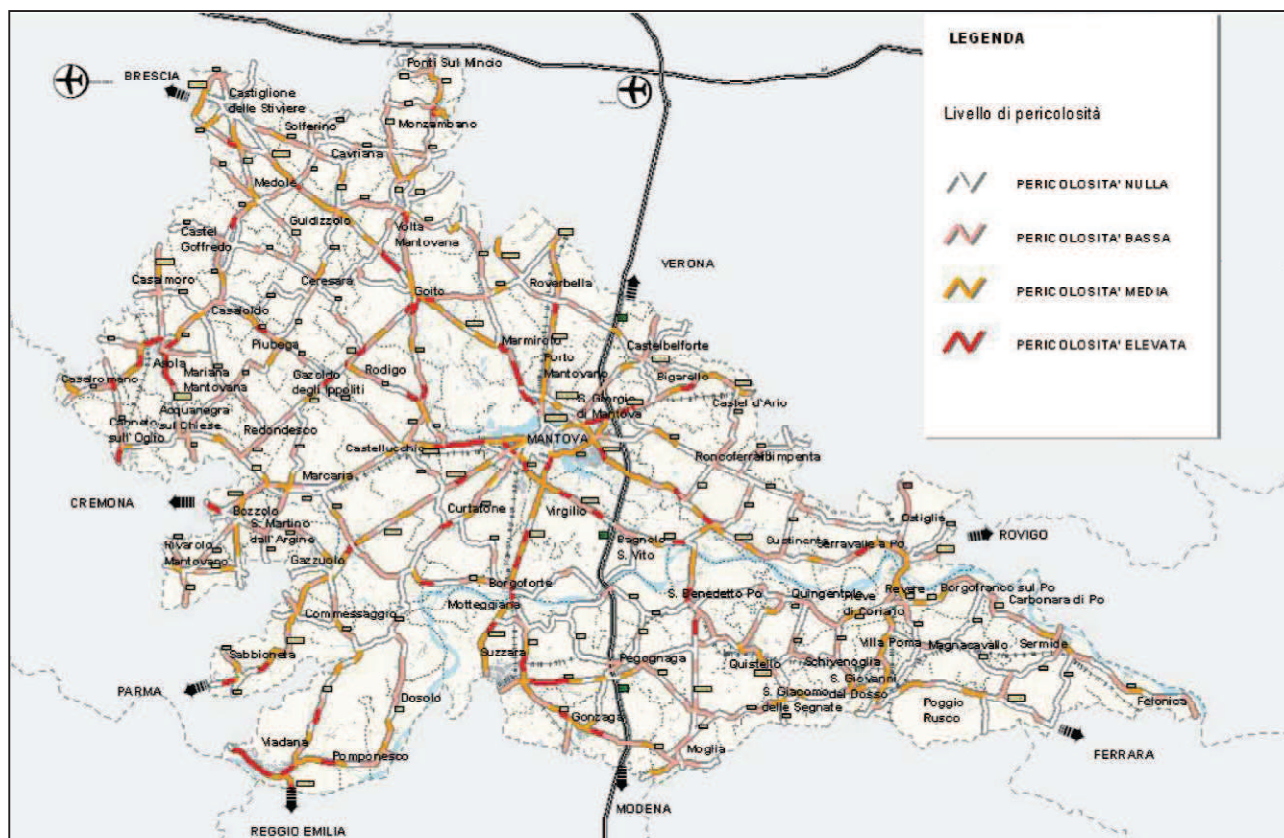 LEGENDA
Livello di pericolosità
PERICOLOSITA' NULLA
PERICOLOSITA' BASSA
PERICOLOSITA' MEDIA
PERICOLOSITA' ELEVATA
BRESCIA
Ponti Sul Mincio
Castiglione
delle Stiviere
Solferino
Monzambano
Cavriana
Medole
Guidizzolo
Volta
Mantovana
Castel
Goffredo
VERONA
Casalmoro
Ceresara
Goito
Roverbella
Casaloldo
Marmirolo
Castelbelforte
Piubega
Porto
Mantovano
Asola
Mariana
Mantovana
Gazoldo
degli Ippoliti
Rodigo
Bigarello
Casalromano
S. Giorgio
di Mantova
Castel d'Ario
Acquanegra
sul Chiese
sull'Oglio
Redondesco
MANTOVA
Castellucchio
Roncoferraro
Marcaria
CREMONA
Bozzolo
S. Martino
dall'Argine
Curtatone
Virgilio
Ostiglia
ROVIGO
Bagnolo
S. Vito
Sustinente
Serravalle a Po
Rivarolo
Mantovano
Gazzuolo
Borgoforte
Motteggiana
S. Benedetto Po
Quingentole
Pieve
di Coriano
Revere
Borgofranco sul Po
Carbonara di Po
Commessaggio
Villa Poma
Magnacavallo
Sermide
Suzzara
Pegognaga
Quistello
Schivenoglia
Sabbioneta
S. Giovanni
del Dosso
S. Giacomo
delle Segnate
PARMA
Dosolo
Poggio
Rusco
Felonica
Gonzaga
Viadana
Pomponesco
Moglia
FERRARA
MODENA
REGGIO EMILIA